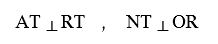 AT ⊥ RT , NT ⊥ OR